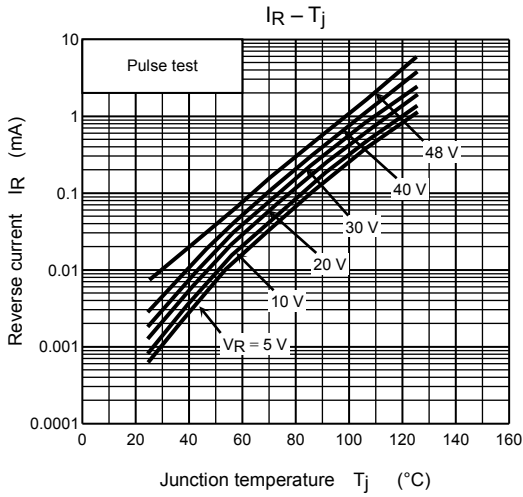 IR – Tj
Pulse test
10
1
0.1
0.01
0.001
0.0001
Reverse current IR (mA)
48 V
40 V
30 V
20 V
10 V
VR = 5 V
0 20 40 60 80 100 120 140 160
Junction temperature Tj (°C)